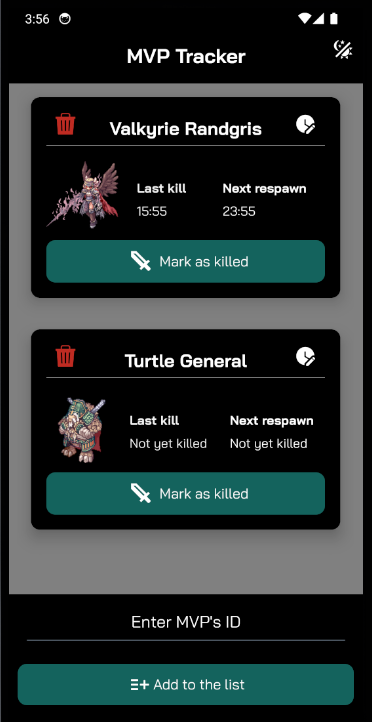 3:56
MVP Tracker
Valkyrie Randgris
Last kill Next respawn
15:55 23:55
Mark as killed
Turtle General
Last kill Next respawn
Not yet killed Not yet killed
Mark as killed
Enter MVP's ID
Add to the list